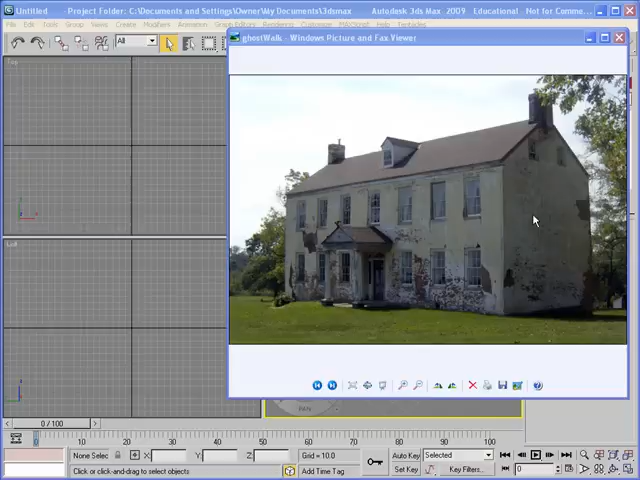 Untitled - Project Folder: C:\Documents and Settings\Owner\My Documents\3dsmax Autodesk 3ds Max 2009 Educational - Not for Comme...
File Edit Tools Group Views Create Modifiers Animation Graph Editors Rendering Customize MAXScript Help Tentacles
All
ghostWalk - Windows Picture and Fax Viewer
Top
Left
PAN
0 / 100
0 10 20 30 40 50 60 70 80 90 100
None Selec X: Y: Z: Grid = 10.0 Auto Key Selected
Click or click-and-drag to select objects Add Time Tag Set Key Key Filters... 0